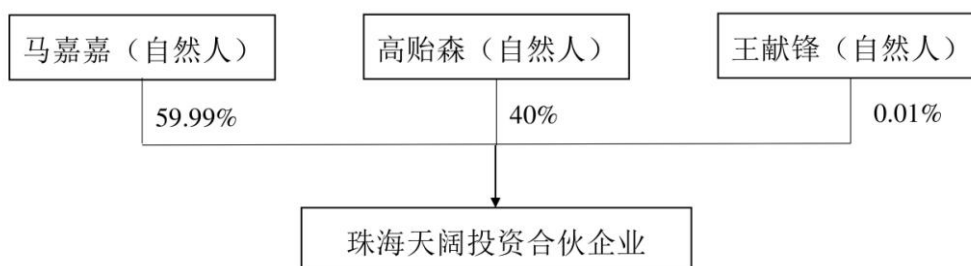 马嘉嘉（自然人）
高贻森（自然人）
王献锋（自然人）
59.99%
40%
0.01%
珠海天阔投资合伙企业